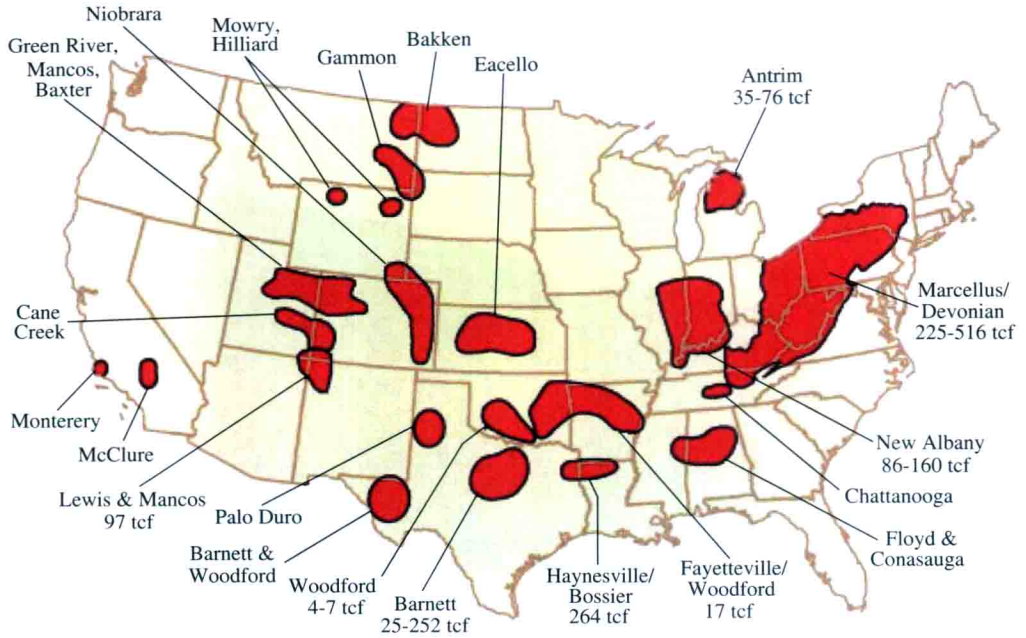 Niobrara
Mowry,
Hilliard
Bakken
Green River,
Mancos,
Baxter
Gammon
Eacello
Antrim
35-76 tcf
Cane
Creek
Marcellus/
Devonian
225-516 tcf
Monterery
McClure
New Albany
86-160 tcf
Lewis & Mancos
97 tcf
Palo Duro
Chattanooga
Barnett &
Woodford
Floyd &
Conasauga
Woodford
4-7 tcf
Barnett
25-252 tcf
Haynesville/
Bossier
264 tcf
Fayetteville/
Woodford
17 tcf